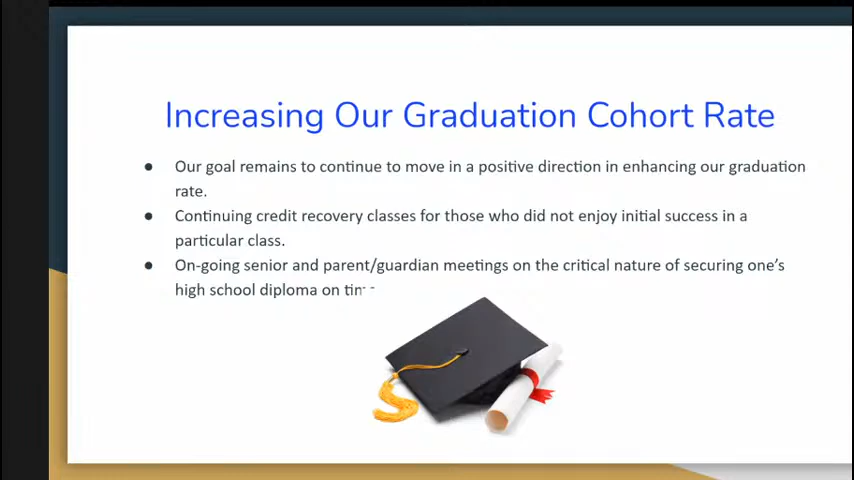 Increasing Our Graduation Cohort Rate
● Our goal remains to continue to move in a positive direction in enhancing our graduation
rate.
● Continuing credit recovery classes for those who did not enjoy initial success in a
particular class.
● On-going senior and parent/guardian meetings on the critical nature of securing one's
high school diploma on